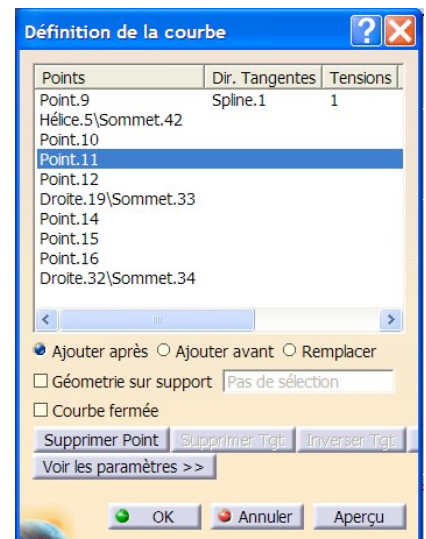 Définition de la courbe
Points Dir. Tangentes Tensions
Point.9 Spline.1 1
Hélice.5\Sommet.42
Point.10
Point.11
Point.12
Droite.19\Sommet.33
Point.14
Point.15
Point.16
Droite.32\Sommet.34
Ajouter après Ajouter avant Remplacer
Géometrie sur support Pas de sélection
Courbe fermée
Supprimer Point Supprimer Tgt Inverser Tgt
Voir les paramètres >>
OK Annuler Aperçu